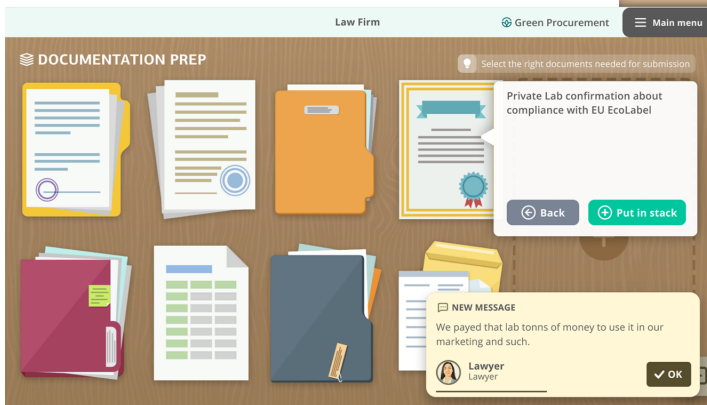 Law Firm
Green Procurement
Main menu
DOCUMENTATION PREP
Select the right documents needed for submission
Private Lab confirmation about
compliance with EU EcoLabel
Back
Put in stack
NEW MESSAGE
We payed that lab tonns of money to use it in our
marketing and such.
Lawyer
Lawyer
OK